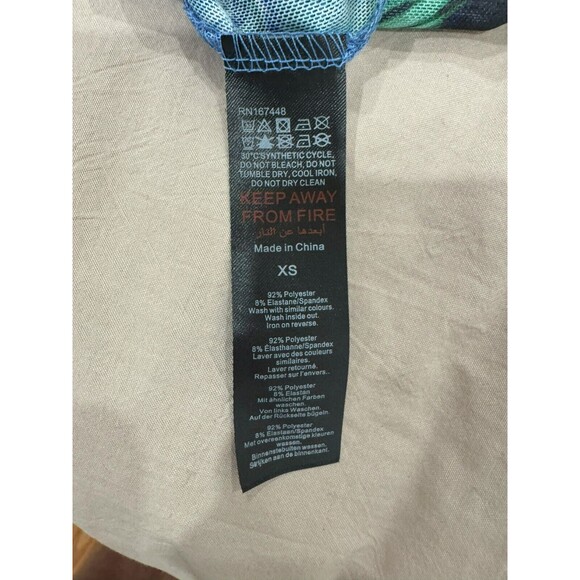 RN167448
30°C SYNTHETIC CYCLE,
DO NOT BLEACH, DO NOT
TUMBLE DRY, COOL IRON,
DO NOT DRY CLEAN
KEEP AWAY
FROM FIRE
أبعدها عن النار
Made in China
XS
92% Polyester
8% Elastane/Spandex
Wash with similar colours.
Wash inside out.
Iron on reverse.
92% Polyester
8% Élasthanne/Spandex
Laver avec des couleurs
similaires.
Laver retourné.
Repasser sur l'envers..
92% Polyester
8% Elastan
Mit ähnlichen Farben
waschen.
Von links Waschen.
Auf der Rückseite bügeln.
92% Polyester
8% Elastaen/Spandex
Met overeenkomstige kleuren
wassen.
Binnenstebuiten wassen.
Strijken aan de binnenkant.